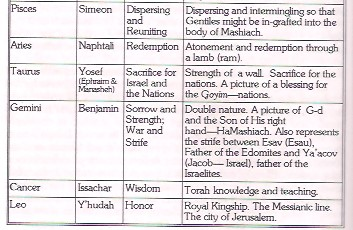 Pisces Simeon Dispersing Dispersing and intermingling so that
and Gentiles might be in-grafted into the
Reuniting body of Mashiach.
Aries Naphtali Redemption Atonement and redemption through
a lamb (ram).
Taurus Yosef Sacrifice for Strength of a wall. Sacrifice for the
(Ephraim & Israel and nations. A picture of a blessing for
Manasheh) the Nations the Goyim—nations.
Gemini Benjamin Sorrow and Double nature. A picture of G-d
Strength; and the Son of His right
War and hand—HaMashiach. Also represents
Strife the strife between Esav (Esau),
Father of the Edomites and Ya'acov
(Jacob— Israel), father of the
Israelites.
Cancer Issachar Wisdom Torah knowledge and teaching.
Leo Y'hudah Honor Royal Kingship. The Messianic line.
The city of Jerusalem.